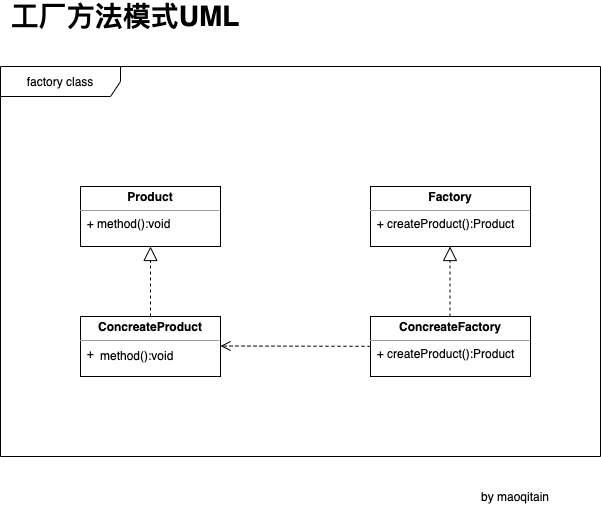 工厂方法模式UML
factory class
Product
+ method():void
Factory
+ createProduct():Product
ConcreateProduct
+ method():void
ConcreateFactory
+ createProduct():Product
by maoqitain